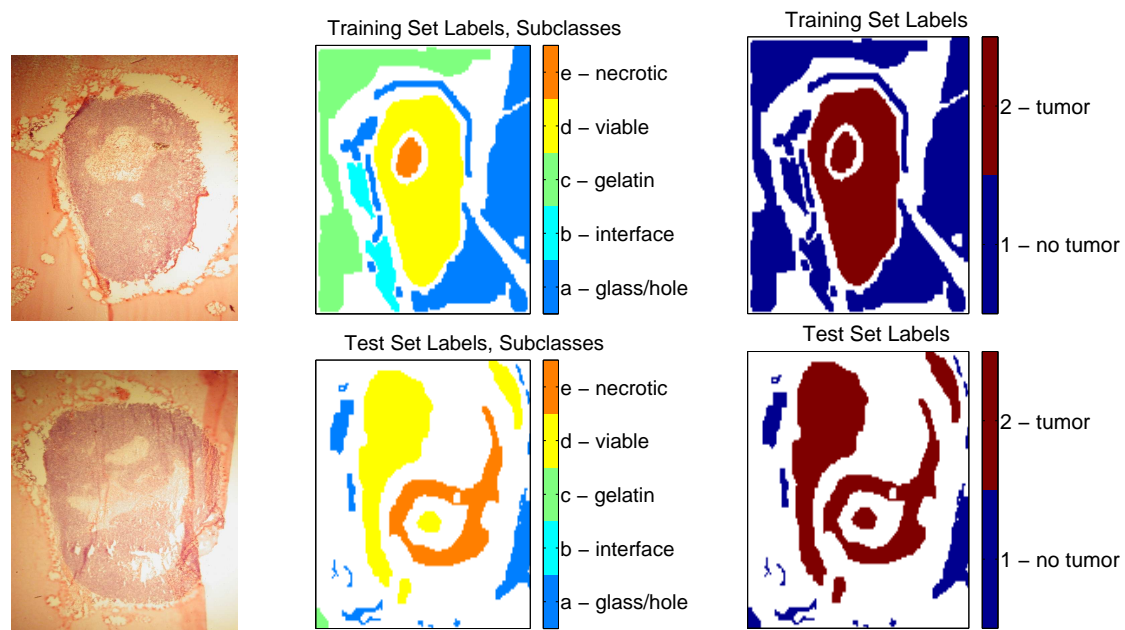 Training Set Labels, Subclasses
e − necrotic
d − viable
c − gelatin
b − interface
a − glass/hole
Training Set Labels
2 − tumor
1 − no tumor
Test Set Labels, Subclasses
e − necrotic
d − viable
c − gelatin
b − interface
a − glass/hole
Test Set Labels
2 − tumor
1 − no tumor